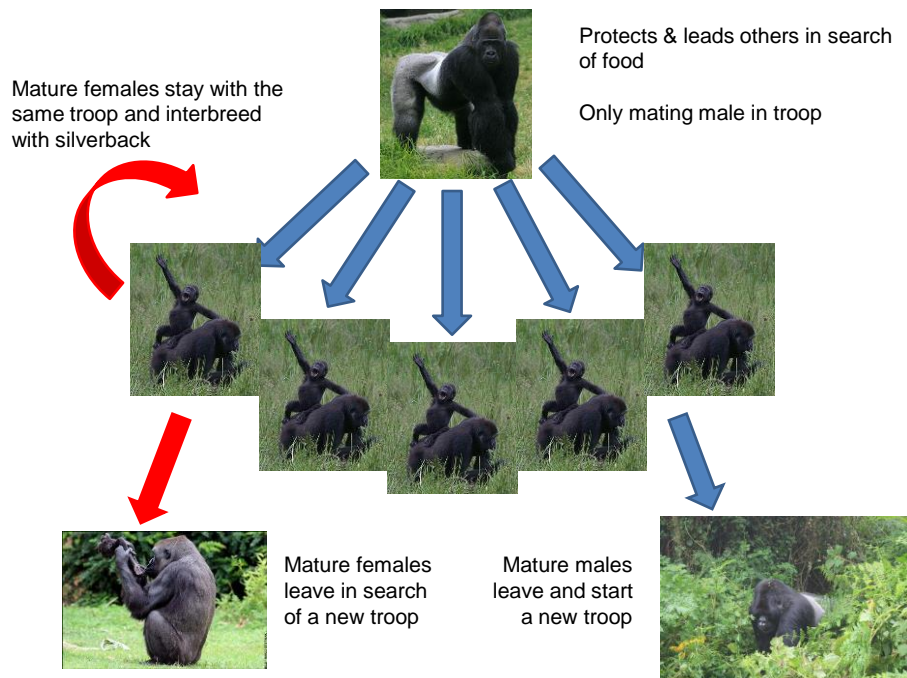 Protects & leads others in search
of food
Only mating male in troop
Mature females stay with the
same troop and interbreed
with silverback
Mature females
leave in search
of a new troop
Mature males
leave and start
a new troop